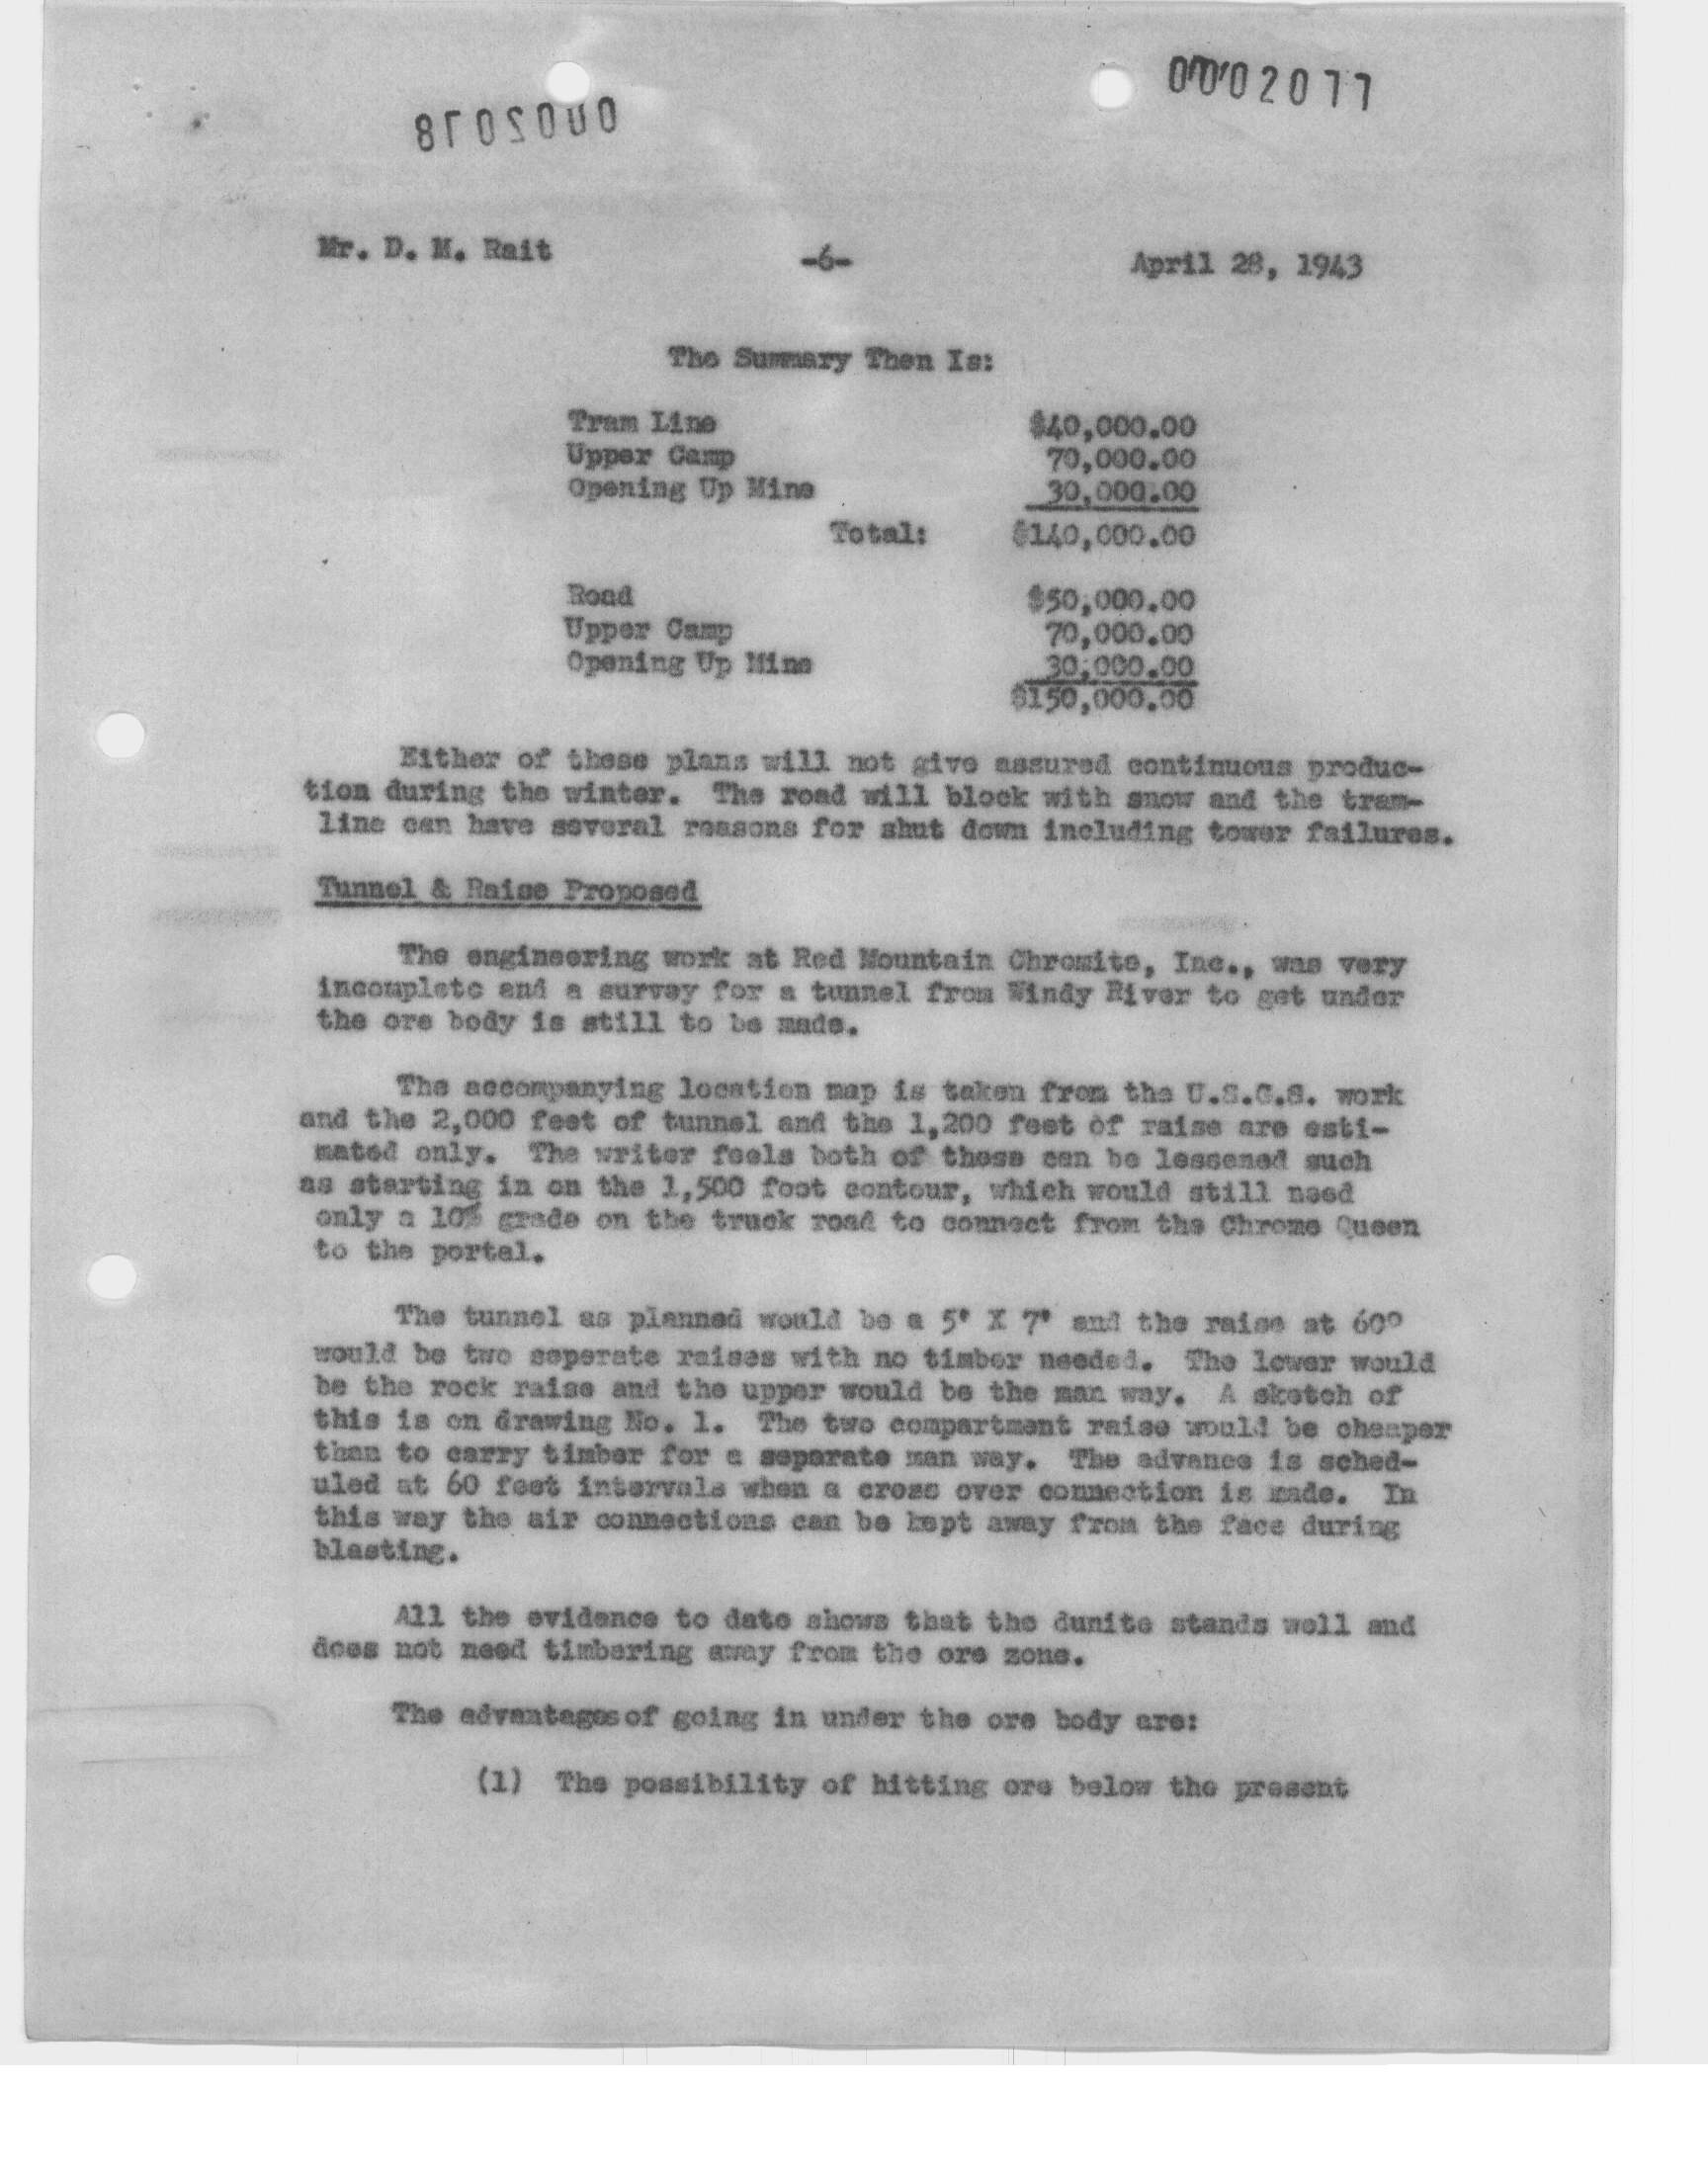 0002077
Mr. D. M. Rait -6- April 28, 1943
The Summary Then Is:
Tram Line $40,000.00
Upper Camp 70,000.00
Opening Up Mine 30,000.00
Total: $140,000.00
Road $50,000.00
Upper Camp 70,000.00
Opening Up Mine 30,000.00
$150,000.00
Either of these plans will not give assured continuous produc-
tion during the winter. The road will block with snow and the tram-
line can have several reasons for shut down including tower failures.
Tunnel & Raise Proposed
The engineering work at Red Mountain Chromite, Inc., was very
incomplete and a survey for a tunnel from Windy River to get under
the ore body is still to be made.
The accompanying location map is taken from the U.S.G.S. work
and the 2,000 feet of tunnel and the 1,200 feet of raise are esti-
mated only. The writer feels both of these can be lessened such
as starting in on the 1,500 foot contour, which would still need
only a 10% grade on the truck road to connect from the Chrome Queen
to the portal.
The tunnel as planned would be a 5' X 7' and the raise at 60º
would be two seperate raises with no timber needed. The lower would
be the rock raise and the upper would be the man way. A sketch of
this is on drawing No. 1. The two compartment raise would be cheaper
than to carry timber for a separate man way. The advance is sched-
uled at 60 feet intervals when a cross over connection is made. In
this way the air connections can be kept away from the face during
blasting.
All the evidence to date shows that the dunite stands well and
does not need timbering away from the ore zone.
The advantages of going in under the ore body are:
(1) The possibility of hitting ore below the present